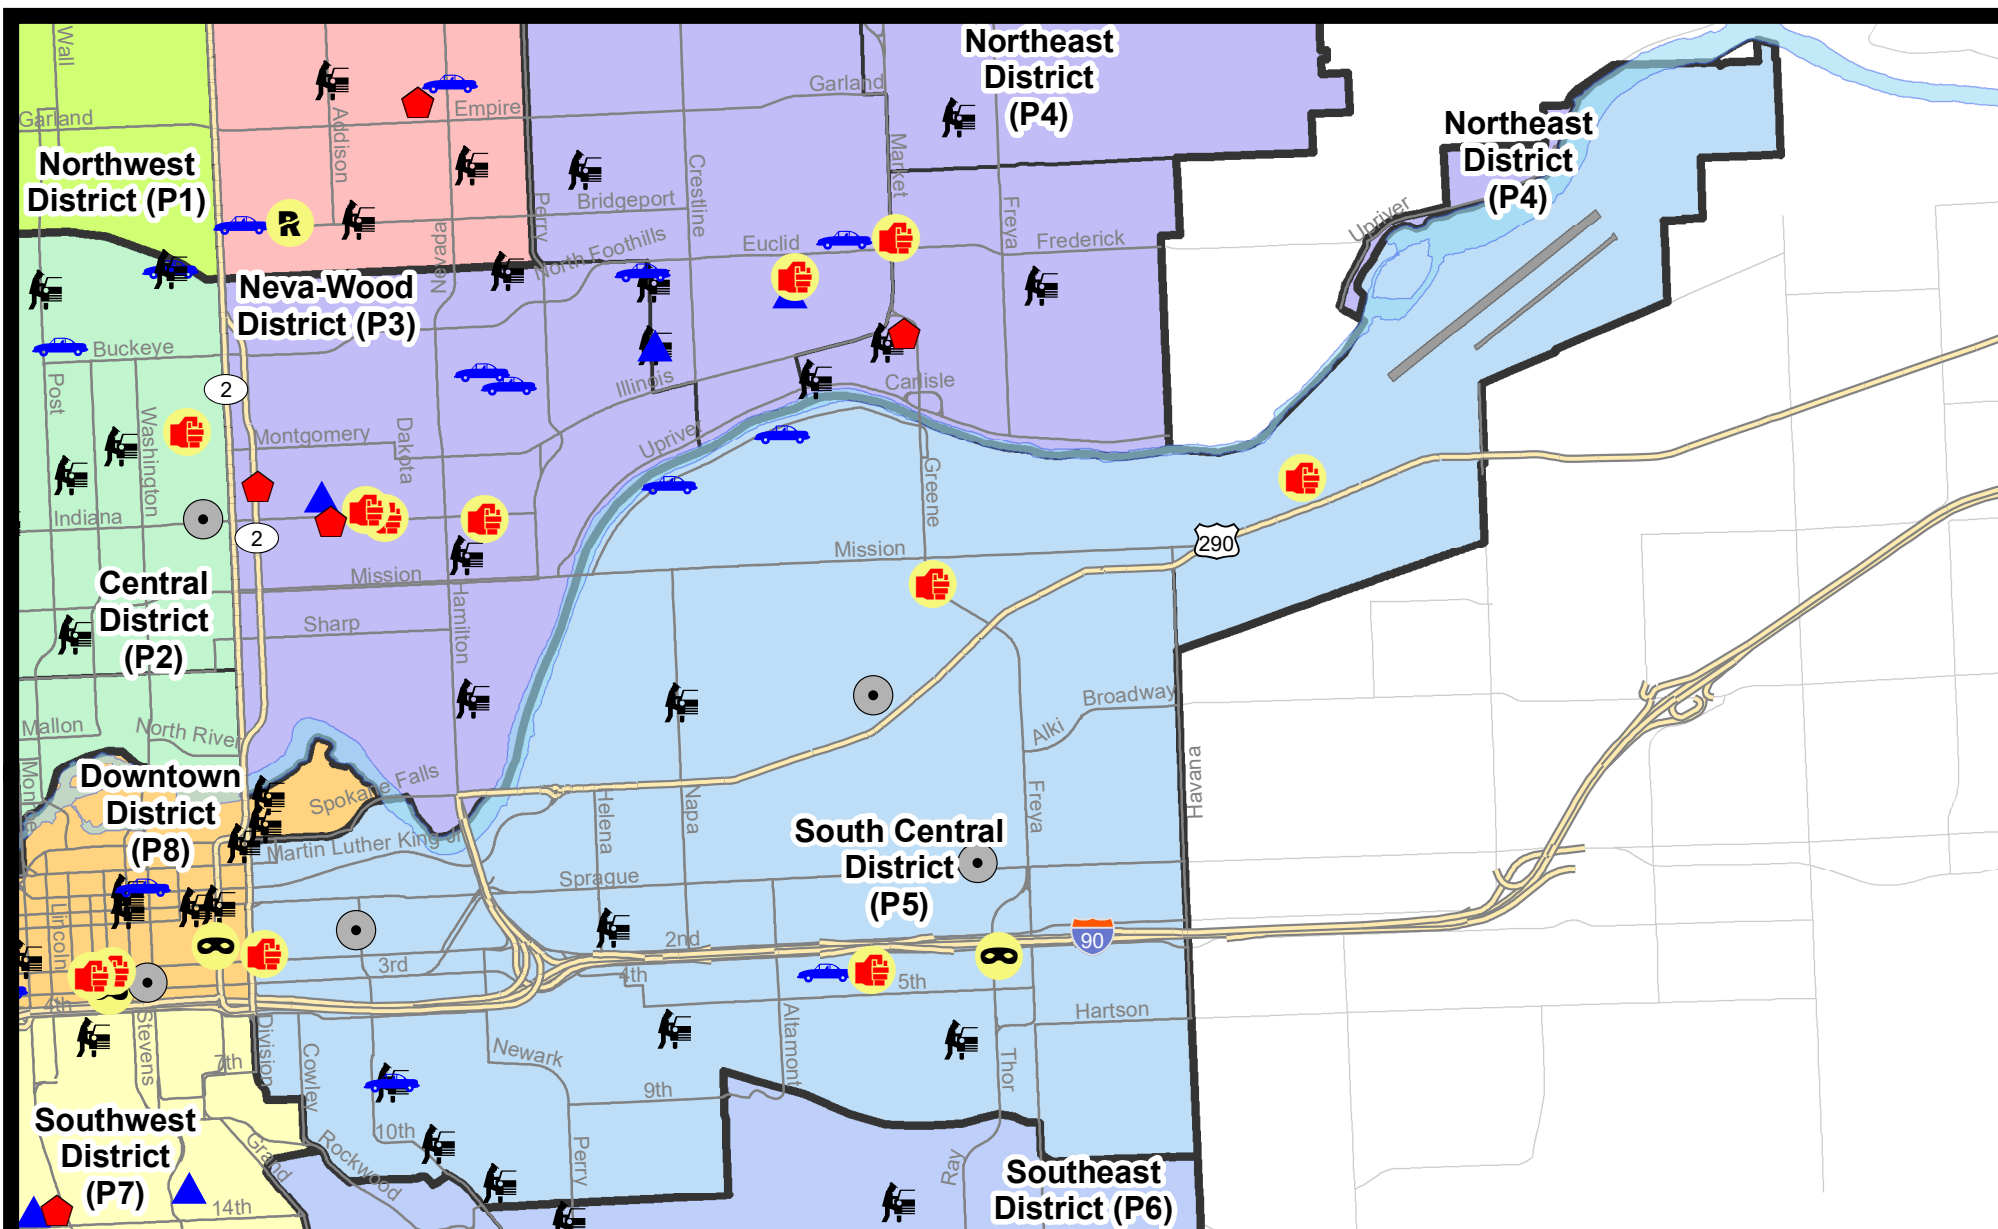 Wall
Garland
Northwest
District (P1)
Addison
Empire
Nevada
Perry
Bridgeport
Crestline
North Foothills
Garland
Northeast
District
(P4)
Market
Euclid
Freya
Frederick
Northeast
District
(P4)
Upriver
Neva-Wood
District (P3)
Buckeye
Post
Washington
2
Montgomery
Dakota
Illinois
Upriver
Carlisle
Greene
Indiana
2
Mission
Mission
290
Central
District
(P2)
Sharp
Hamilton
Mallon
North River
Broadway
Alki
Havana
Downtown
District
(P8)
Spokane Falls
Martin Luther King Jr
Helena
Napa
Freya
South Central
District
(P5)
Sprague
Lincoln
2nd
90
3rd
4th
5th
4th
Stevens
Division
Cowley
Newark
Altamont
Hartson
Thor
7th
9th
Southwest
District
(P7)
Grand
Rockwood
10th
Perry
Ray
Southeast
District (P6)
14th